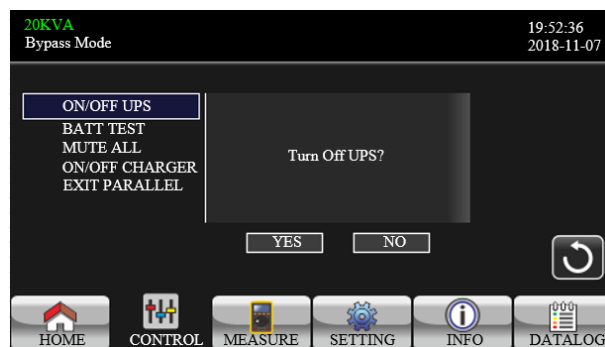 20KVA
Bypass Mode
19:52:36
2018-11-07
ON/OFF UPS
BATT TEST
MUTE ALL
ON/OFF CHARGER
EXIT PARALLEL
Turn Off UPS?
YES NO
HOME CONTROL MEASURE SETTING INFO DATALOG